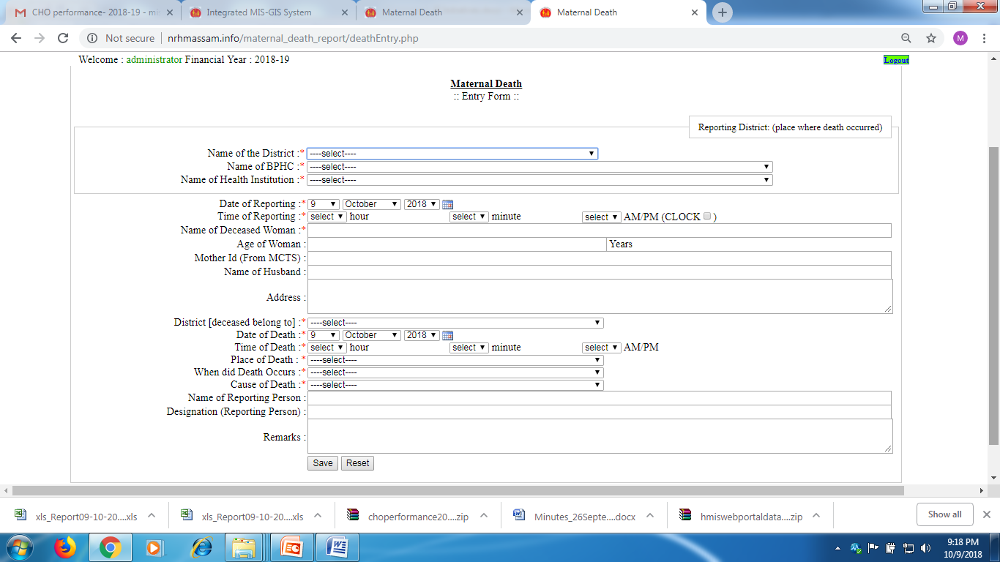 CHO performance- 2018-19 - mi
Integrated MIS-GIS System
Maternal Death
Maternal Death
Not secure nrhmassam.info/maternal_death_report/deathEntry.php
M
Welcome : administrator Financial Year : 2018-19
Logout
Maternal Death
:: Entry Form ::
Reporting District: (place where death occurred)
Name of the District :* ----select----
Name of BPHC :* ----select----
Name of Health Institution :* ----select----
Date of Reporting :* 9 October 2018
Time of Reporting :* select hour select minute select AM/PM (CLOCK )
Name of Deceased Woman :*
Age of Woman : Years
Mother Id (From MCTS) :
Name of Husband :
Address :
District [deceased belong to] :* ----select----
Date of Death :* 9 October 2018
Time of Death :* select hour select minute select AM/PM
Place of Death : * ----select----
When did Death Occurs :* ----select----
Cause of Death :* ----select----
Name of Reporting Person :
Designation (Reporting Person) :
Remarks :
Save Reset
xls_Report09-10-20....xls
xls_Report09-10-20....xls
choperformance20....zip
Minutes_26Septe....docx
hmiswebportaldata....zip
Show all
9:18 PM
10/9/2018